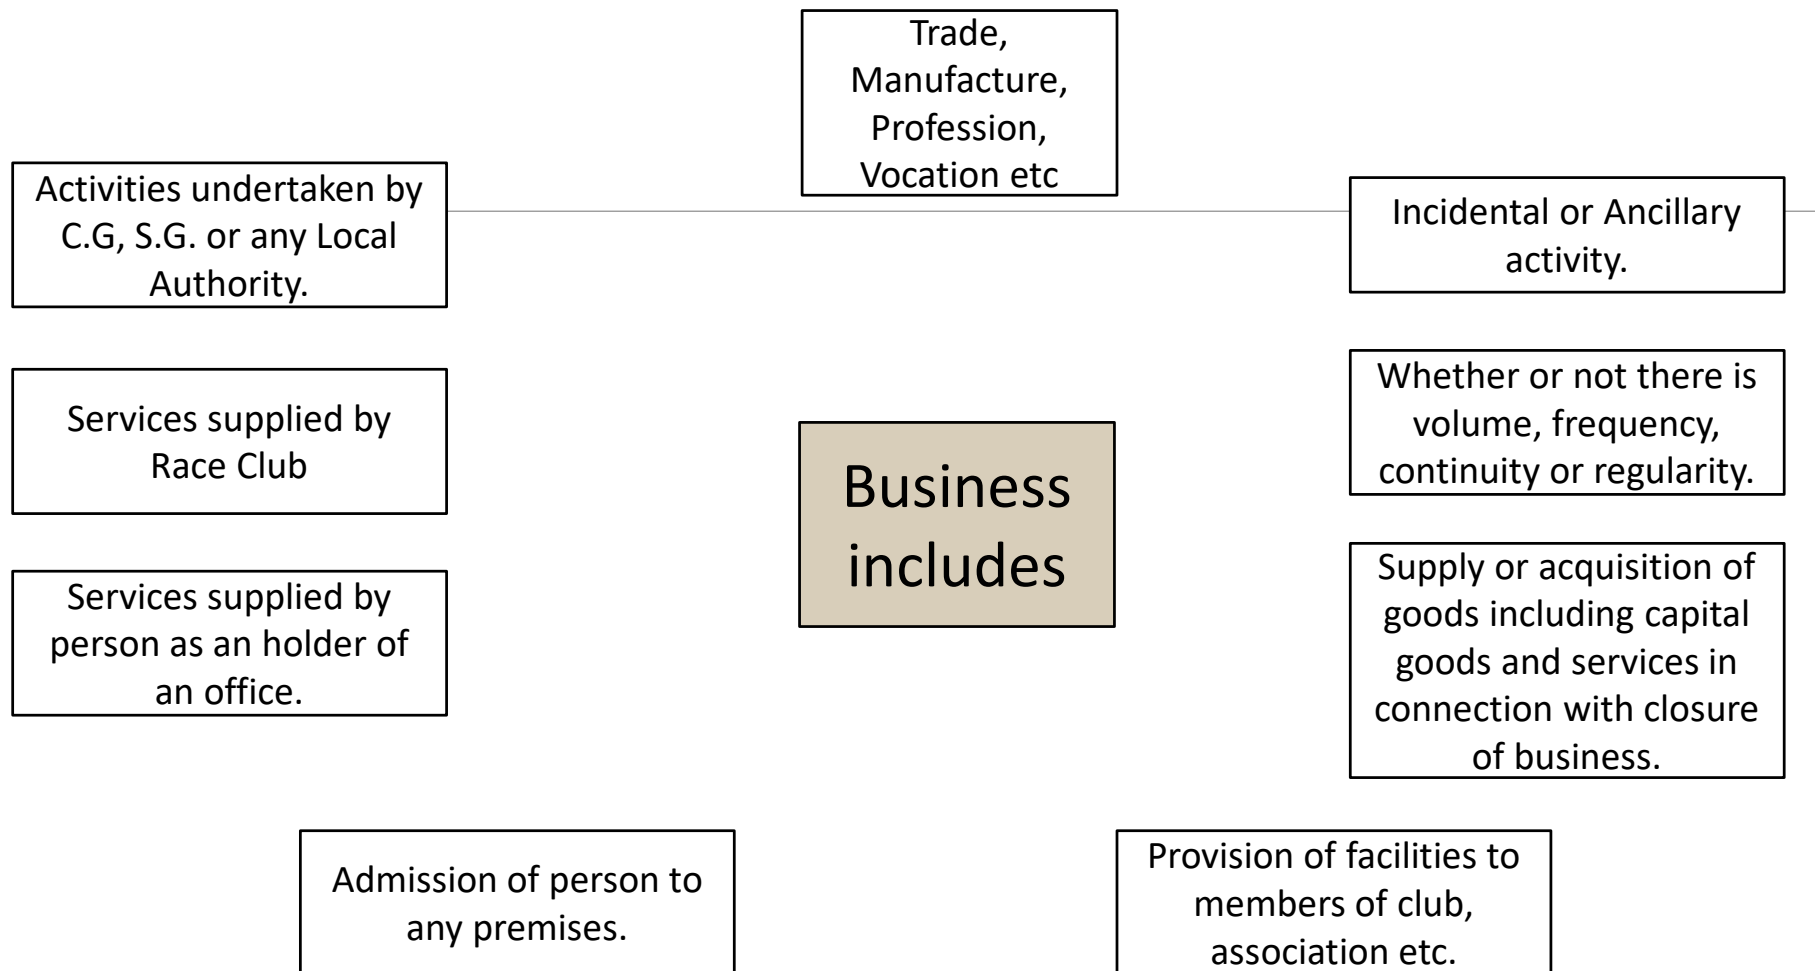 Trade,
Manufacture,
Profession,
Vocation etc
Activities undertaken by
C.G, S.G. or any Local
Authority.
Incidental or Ancillary
activity.
Services supplied by
Race Club
Whether or not there is
volume, frequency,
continuity or regularity.
Business
includes
Services supplied by
person as an holder of
an office.
Supply or acquisition of
goods including capital
goods and services in
connection with closure
of business.
Admission of person to
any premises.
Provision of facilities to
members of club,
association etc.